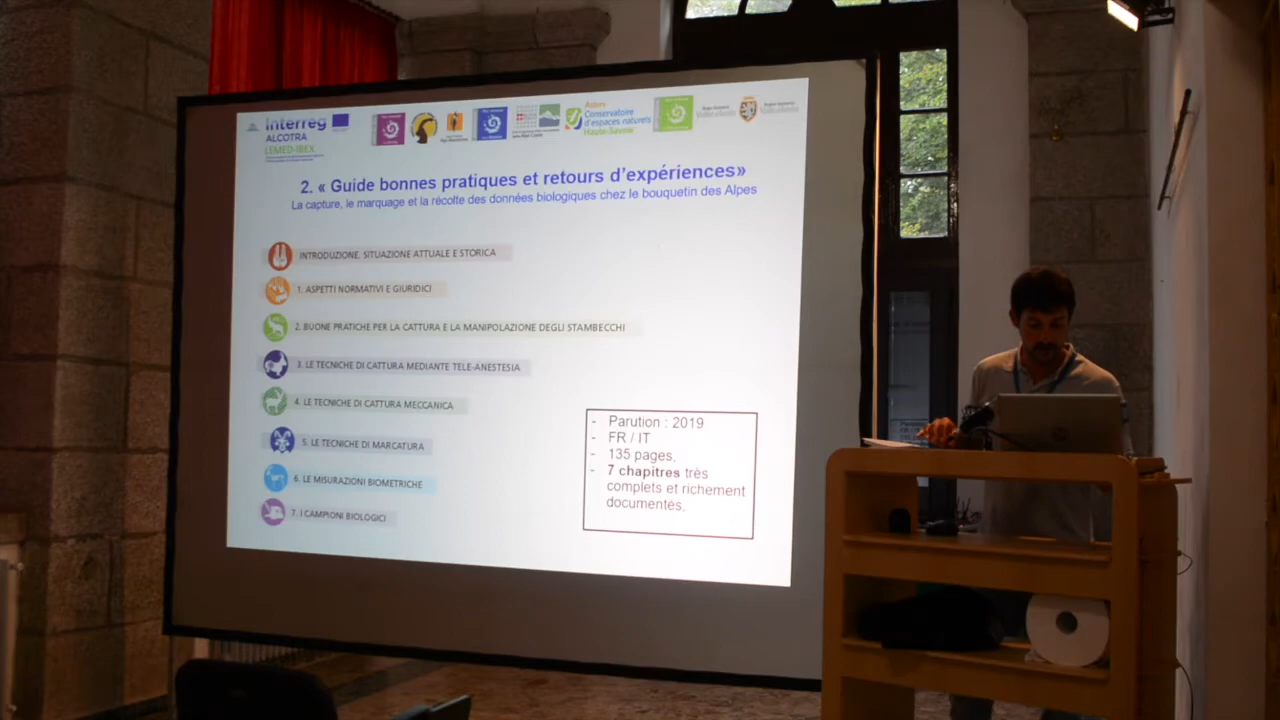 Interreg
ALCOTRA
LEMED-IBEX
Asters
Conservatoire
d'espaces naturels
Haute-Savoie
2. « Guide bonnes pratiques et retours d'expériences»
La capture, le marquage et la récolte des données biologiques chez le bouquetin des Alpes
INTRODUZIONE, SITUAZIONE ATTUALE E STORICA
1. ASPETTI NORMATIVI E GIURIDICI
2. BUONE PRATICHE PER LA CATTURA E LA MANIPOLAZIONE DEGLI STAMBECCHI
3. LE TECNICHE DI CATTURA MEDIANTE TELE-ANESTESIA
4. LE TECNICHE DI CATTURA MECCANICA
5. LE TECNICHE DI MARCATURA
6. LE MISURAZIONI BIOMETRICHE
7. I CAMPIONI BIOLOGICI
- Parution : 2019
- FR / IT
- 135 pages,
- 7 chapitres très
complets et richement
documentés,